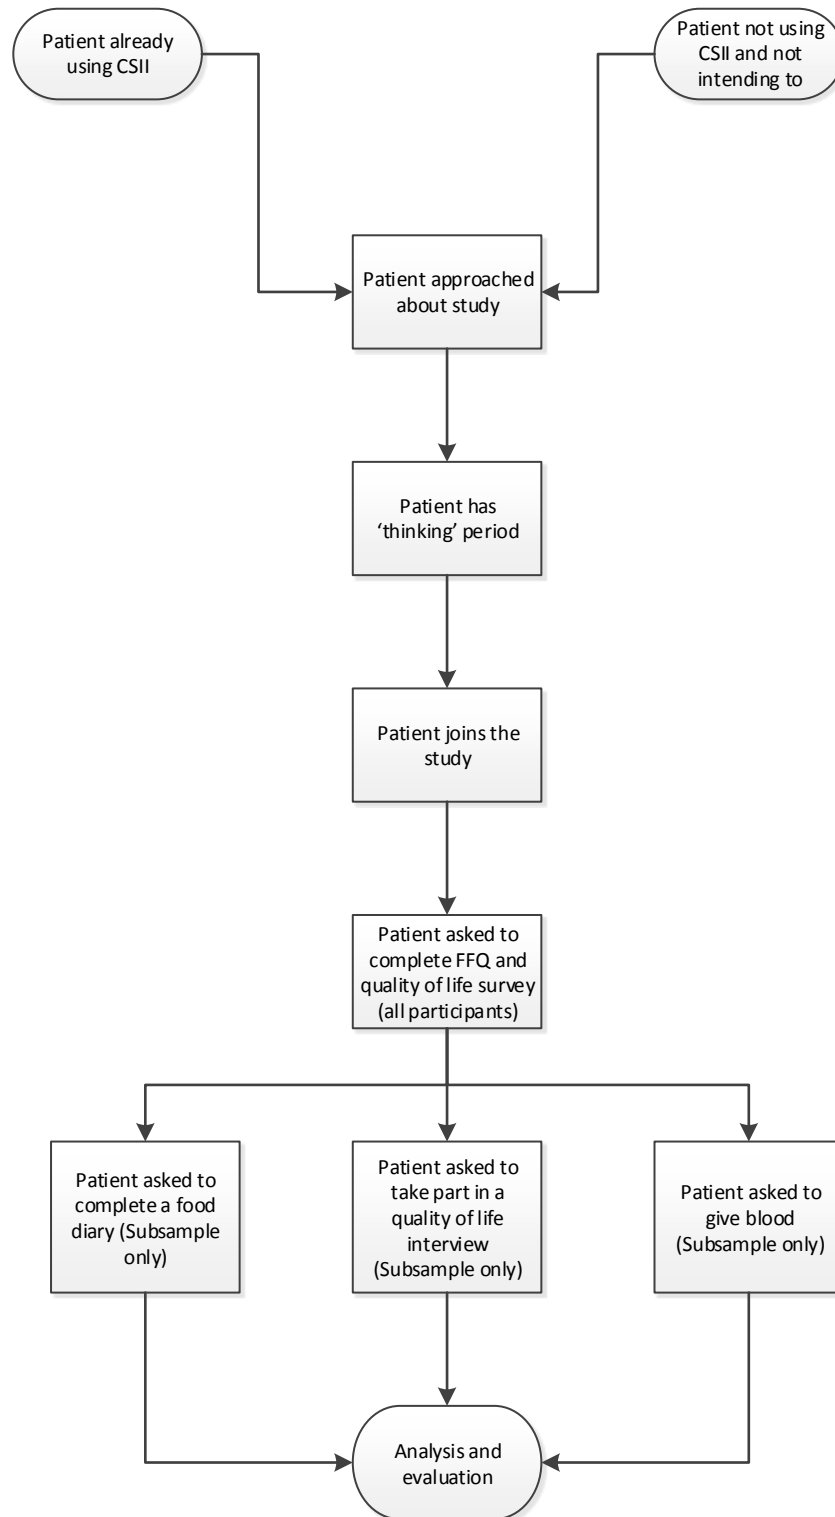 Patient already
using CSII
Patient not using
CSII and not
intending to
Patient approached
about study
Patient has
‘thinking’ period
Patient joins the
study
Patient asked to
complete FFQ and
quality of life survey
(all participants)
Patient asked to
complete a food
diary (Subsample
only)
Patient asked to
take part in a
quality of life
interview
(Subsample only)
Patient asked to
give blood
(Subsample only)
Analysis and
evaluation